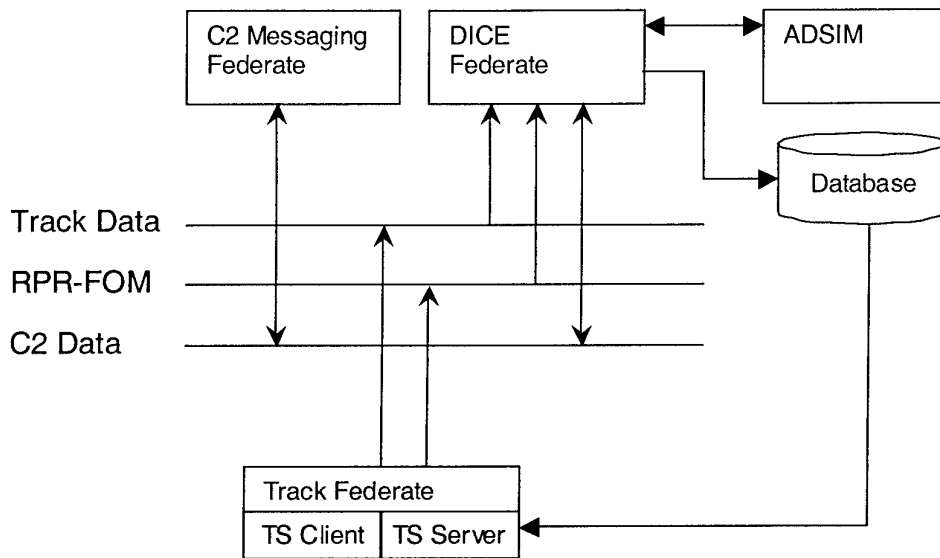 C2 Messaging
Federate
DICE
Federate
ADSIM
Database
Track Data
RPR-FOM
C2 Data
Track Federate
TS Client
TS Server